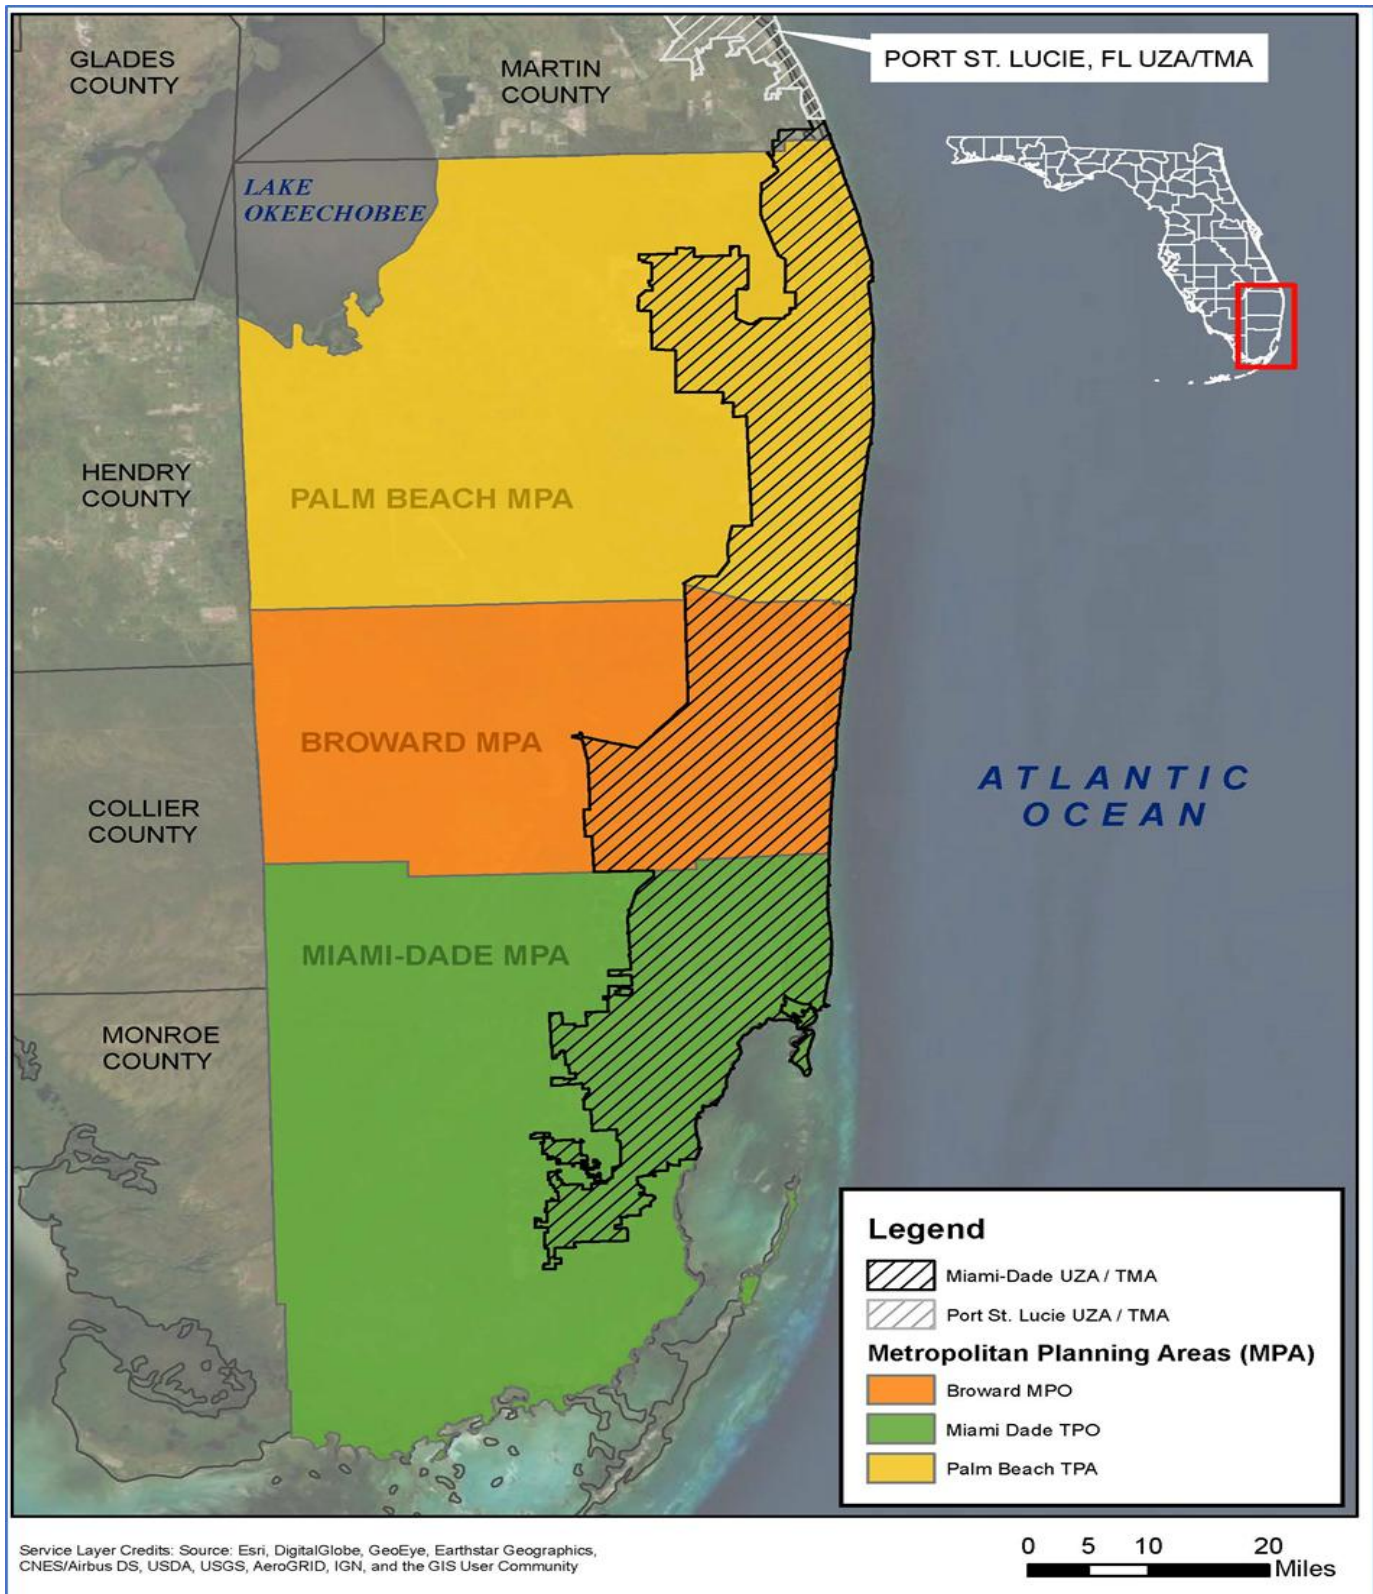 GLADES
COUNTY
MARTIN
COUNTY
PORT ST. LUCIE, FL UZA/TMA
LAKE
OKEECHOBEE
HENDRY
COUNTY
PALM BEACH MPA
BROWARD MPA
COLLIER
COUNTY
ATLANTIC
OCEAN
MIAMI-DADE MPA
MONROE
COUNTY
Legend
Miami-Dade UZA / TMA
Port St. Lucie UZA / TMA
Metropolitan Planning Areas (MPA)
Broward MPO
Miami Dade TPO
Palm Beach TPA
Service Layer Credits: Source: Esri, DigitalGlobe, GeoEye, Earthstar Geographics,
CNES/Airbus DS, USDA, USGS, AeroGRID, IGN, and the GIS User Community
0 5 10 20
Miles